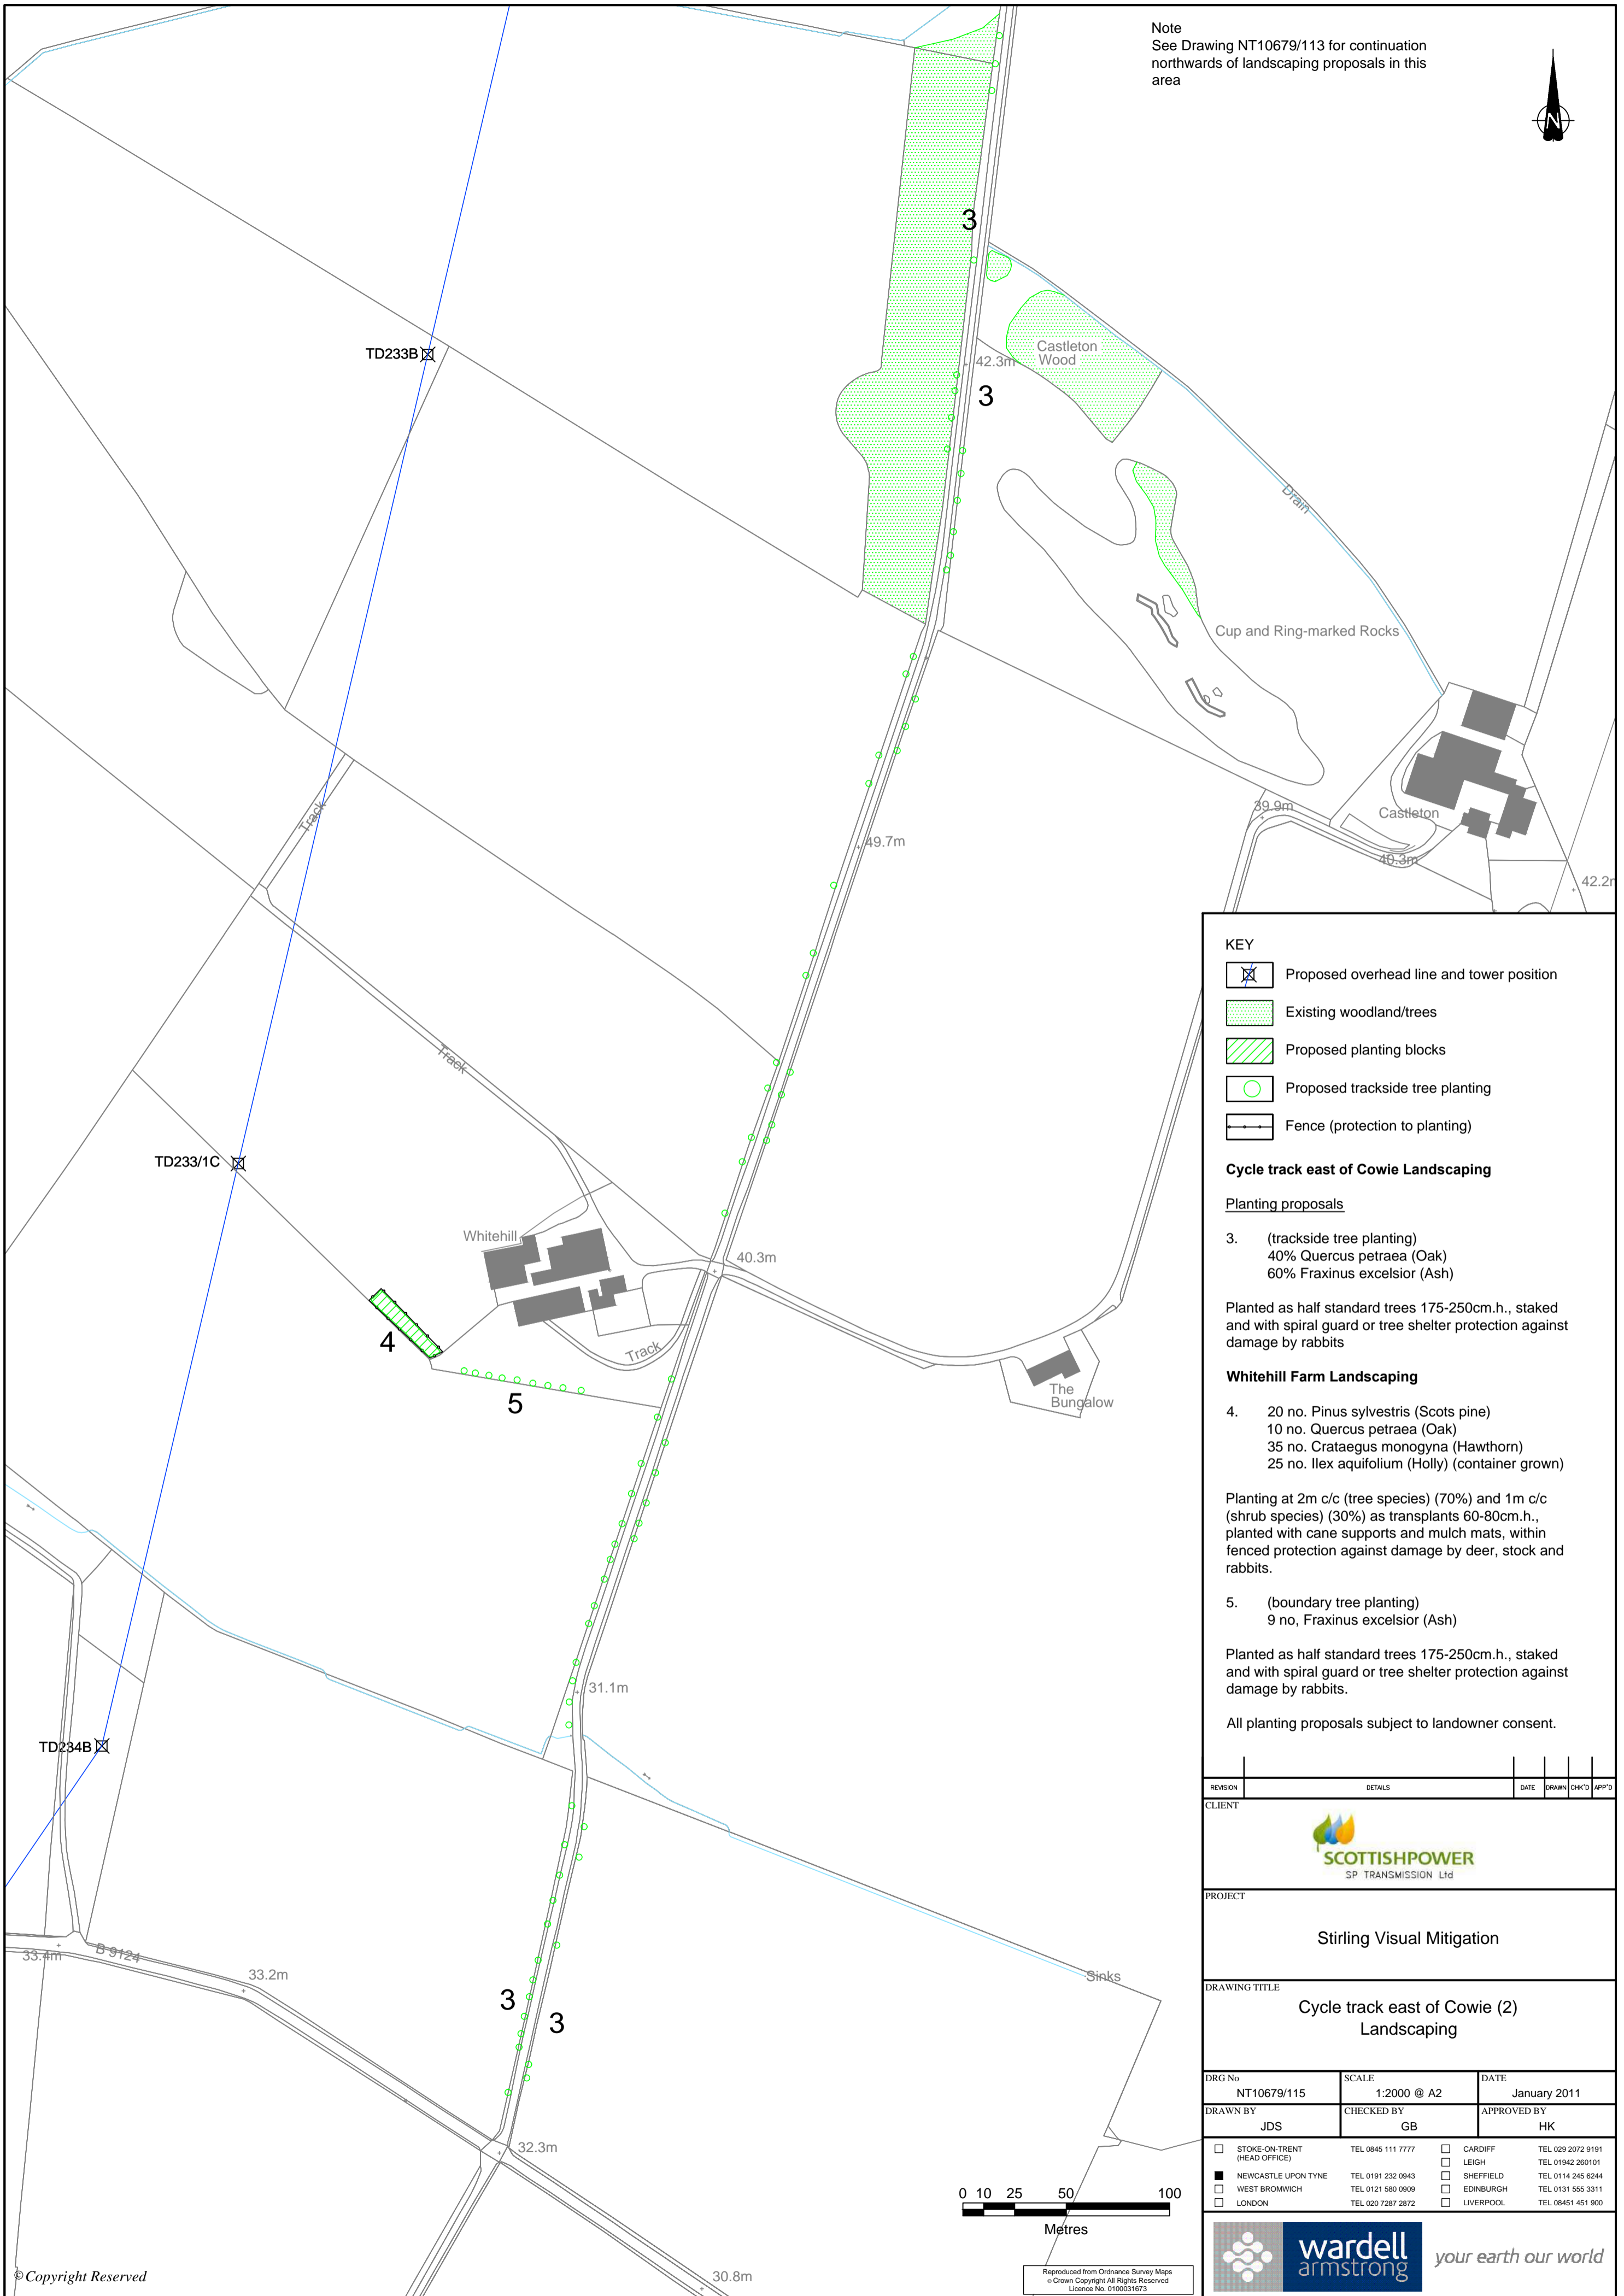 Note
See Drawing NT10679/113 for continuation
northwards of landscaping proposals in this
area
N
3
TD233B
Castleton
Wood
42.3m
3
Drain
Cup and Ring-marked Rocks
Track
49.7m
39.9m
Castleton
40.3m
42.2m
Track
TD233/1C
Whitehill
40.3m
4
Track
5
The
Bungalow
31.1m
TD234B
33.4m
B 9124
33.2m
Sinks
3
3
32.3m
30.8m
KEY
Proposed overhead line and tower position
Existing woodland/trees
Proposed planting blocks
Proposed trackside tree planting
Fence (protection to planting)
Cycle track east of Cowie Landscaping
Planting proposals
3. (trackside tree planting)
40% Quercus petraea (Oak)
60% Fraxinus excelsior (Ash)
Planted as half standard trees 175-250cm.h., staked
and with spiral guard or tree shelter protection against
damage by rabbits
Whitehill Farm Landscaping
4. 20 no. Pinus sylvestris (Scots pine)
10 no. Quercus petraea (Oak)
35 no. Crataegus monogyna (Hawthorn)
25 no. Ilex aquifolium (Holly) (container grown)
Planting at 2m c/c (tree species) (70%) and 1m c/c
(shrub species) (30%) as transplants 60-80cm.h.,
planted with cane supports and mulch mats, within
fenced protection against damage by deer, stock and
rabbits.
5. (boundary tree planting)
9 no, Fraxinus excelsior (Ash)
Planted as half standard trees 175-250cm.h., staked
and with spiral guard or tree shelter protection against
damage by rabbits.
All planting proposals subject to landowner consent.
REVISION DETAILS DATE DRAWN CHK'D APP'D
CLIENT
SCOTTISHPOWER
SP TRANSMISSION Ltd
PROJECT
Stirling Visual Mitigation
DRAWING TITLE
Cycle track east of Cowie (2)
Landscaping
DRG No SCALE DATE
NT10679/115 1:2000 @ A2 January 2011
DRAWN BY CHECKED BY APPROVED BY
JDS GB HK
STOKE-ON-TRENT TEL 0845 111 7777 CARDIFF TEL 029 2072 9191
(HEAD OFFICE) LEIGH TEL 01942 260101
NEWCASTLE UPON TYNE TEL 0191 232 0943 SHEFFIELD TEL 0114 245 6244
WEST BROMWICH TEL 0121 580 0909 EDINBURGH TEL 0131 555 3311
LONDON TEL 020 7287 2872 LIVERPOOL TEL 08451 451 900
wardell
armstrong
your earth our world
0 10 25 50 100
Metres
Reproduced from Ordnance Survey Maps
© Crown Copyright All Rights Reserved
Licence No. 0100031673
© Copyright Reserved